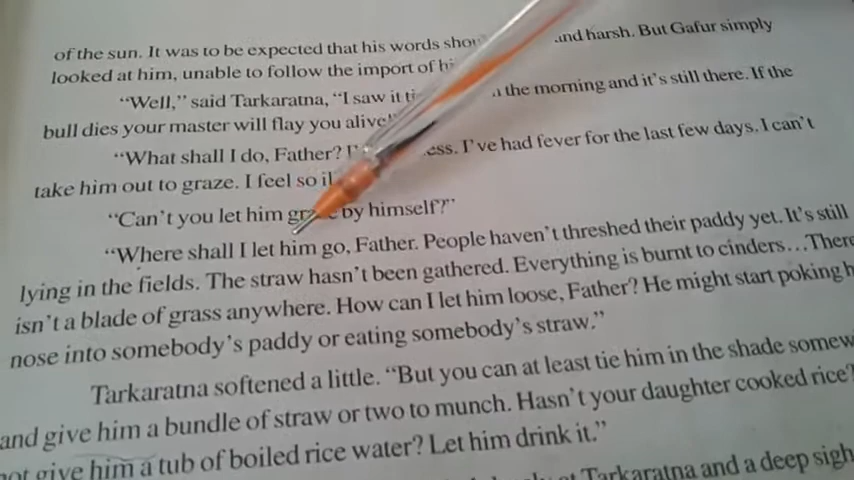 of the sun. It was to be expected that his words and harsh. But Gafur simply
looked at him, unable to follow the import of
“Well,” said Tarkaratna, “I saw it the morning and it’s still there. If the
bull dies your master will flay you alive
“What shall I do, Father? I’ve had fever for the last few days. I can’t
take him out to graze. I feel so
“Can’t you let him by himself?”
“Where shall I let him go, Father. People haven’t threshed their paddy yet. It’s still
lying in the fields. The straw hasn’t been gathered. Everything is burnt to cinders...There
isn’t a blade of grass anywhere. How can I let him loose, Father? He might start poking
nose into somebody’s paddy or eating somebody’s straw.”
Tarkaratna softened a little. “But you can at least tie him in the shade
and give him a bundle of straw or two to munch. Hasn’t your daughter cooked rice?
not give him a tub of boiled rice water? Let him drink it.”
at Tarkaratna and a deep